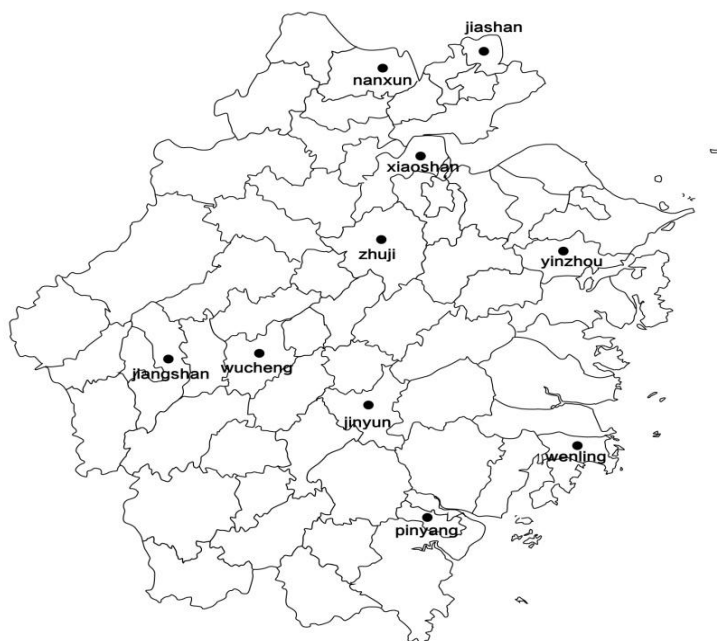 jiashan
nanxun
xiaoshan
zhuji
yinzhou
jiangshan
wucheng
jinyun
wenling
pinyang